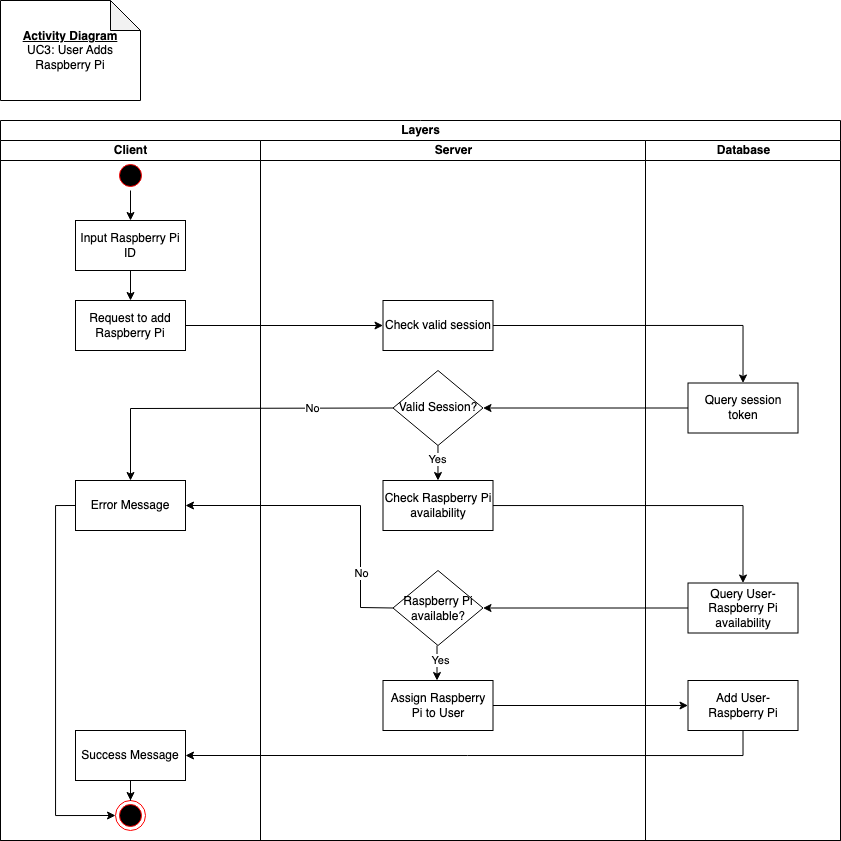 Activity Diagram
UC3: User Adds
Raspberry Pi
Layers
Client
Server
Database
Input Raspberry Pi
ID
Request to add
Raspberry Pi
Check valid session
Query session
token
Valid Session?
No
Yes
Error Message
Check Raspberry Pi
availability
No
Raspberry Pi
available?
Query User-
Raspberry Pi
availability
Yes
Assign Raspberry
Pi to User
Add User-
Raspberry Pi
Success Message